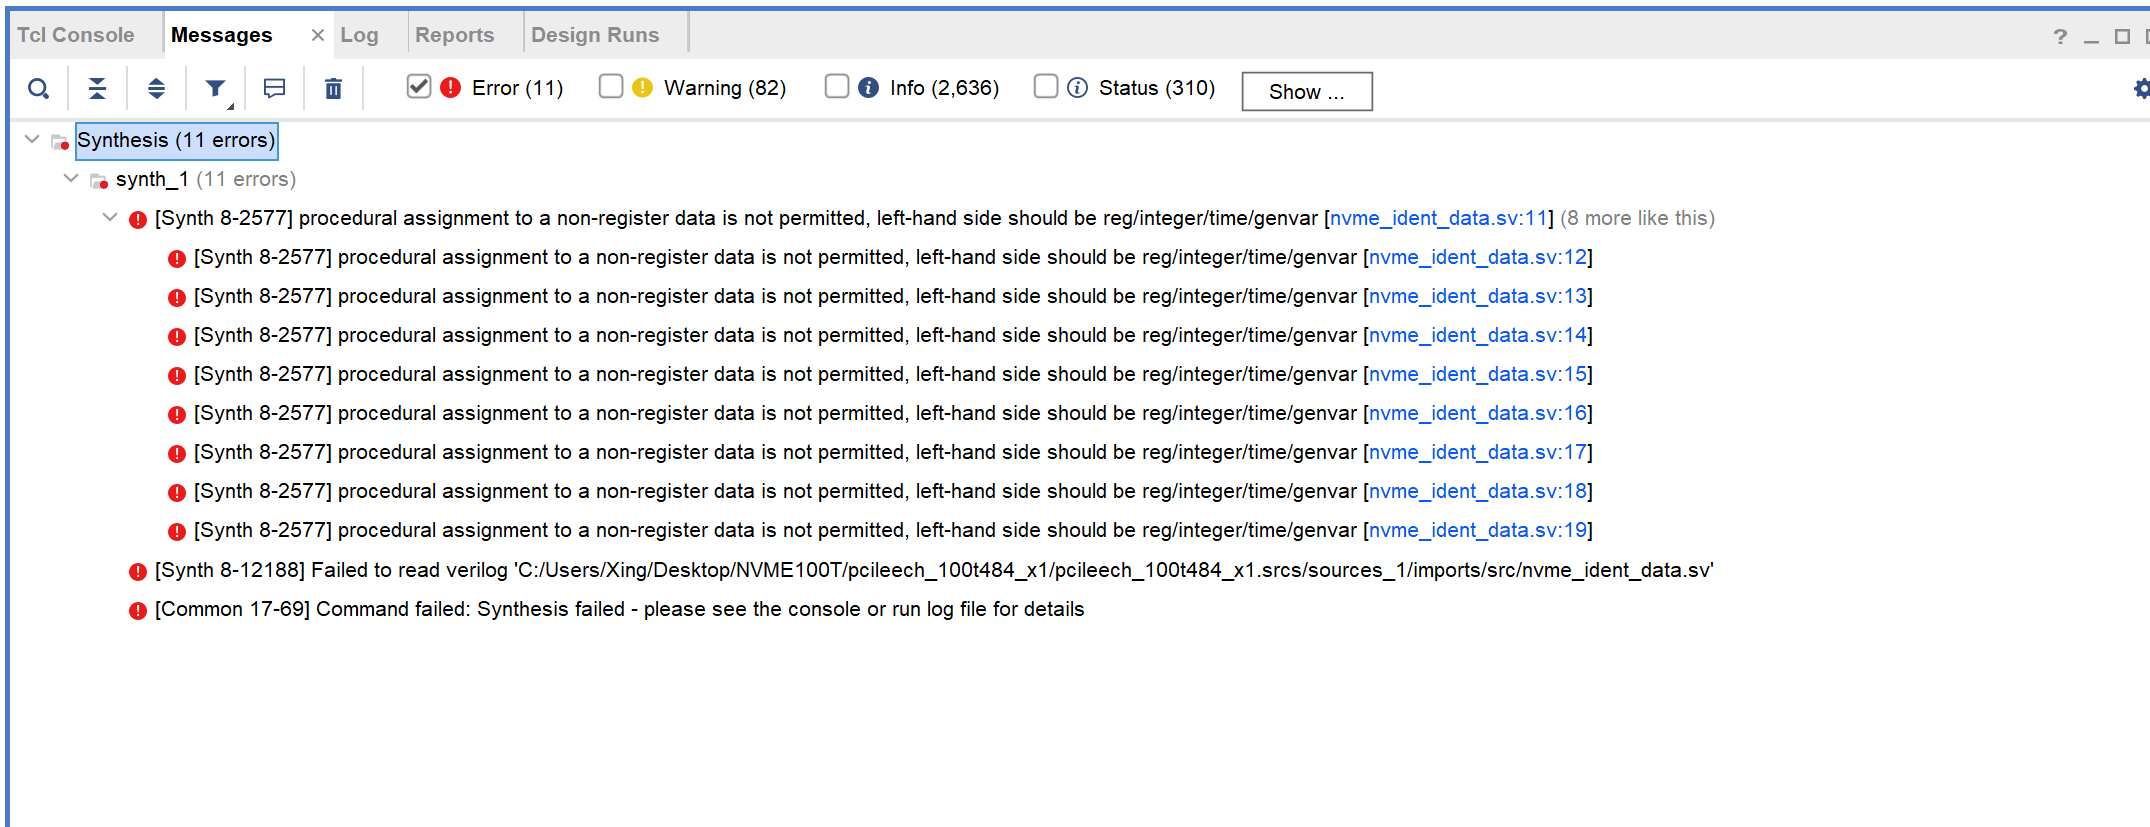 Tcl Console Messages × Log Reports Design Runs ?
Error (11) Warning (82) Info (2,636) Status (310) Show ...
Synthesis (11 errors)
synth_1 (11 errors)
[Synth 8-2577] procedural assignment to a non-register data is not permitted, left-hand side should be reg/integer/time/genvar [nvme_ident_data.sv:11] (8 more like this)
[Synth 8-2577] procedural assignment to a non-register data is not permitted, left-hand side should be reg/integer/time/genvar [nvme_ident_data.sv:12]
[Synth 8-2577] procedural assignment to a non-register data is not permitted, left-hand side should be reg/integer/time/genvar [nvme_ident_data.sv:13]
[Synth 8-2577] procedural assignment to a non-register data is not permitted, left-hand side should be reg/integer/time/genvar [nvme_ident_data.sv:14]
[Synth 8-2577] procedural assignment to a non-register data is not permitted, left-hand side should be reg/integer/time/genvar [nvme_ident_data.sv:15]
[Synth 8-2577] procedural assignment to a non-register data is not permitted, left-hand side should be reg/integer/time/genvar [nvme_ident_data.sv:16]
[Synth 8-2577] procedural assignment to a non-register data is not permitted, left-hand side should be reg/integer/time/genvar [nvme_ident_data.sv:17]
[Synth 8-2577] procedural assignment to a non-register data is not permitted, left-hand side should be reg/integer/time/genvar [nvme_ident_data.sv:18]
[Synth 8-2577] procedural assignment to a non-register data is not permitted, left-hand side should be reg/integer/time/genvar [nvme_ident_data.sv:19]
[Synth 8-12188] Failed to read verilog 'C:/Users/Xing/Desktop/NVME100T/pcileech_100t484_x1/pcileech_100t484_x1.srcs/sources_1/imports/src/nvme_ident_data.sv'
[Common 17-69] Command failed: Synthesis failed - please see the console or run log file for details